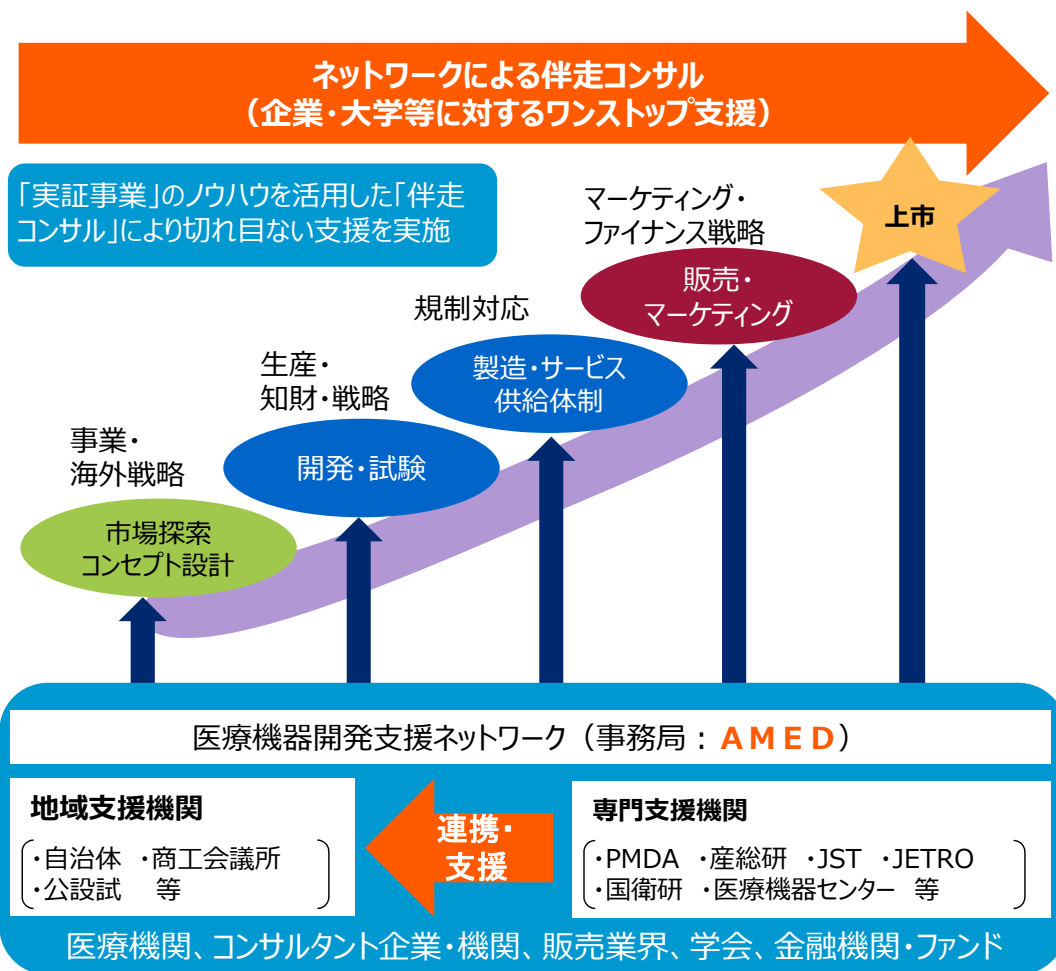 ネットワークによる伴走コンサル
（企業・大学等に対するワンストップ支援）
「実証事業」のノウハウを活用した「伴走
コンサル」により切れ目ない支援を実施
マーケティング・
ファイナンス戦略
上市
販売・
マーケティング
規制対応
製造・サービス
供給体制
生産・
知財・戦略
開発・試験
事業・
海外戦略
市場探索
コンセプト設計
医療機器開発支援ネットワーク（事務局：AMED）
地域支援機関
・自治体 ・商工会議所
・公設試 等
連携・
支援
専門支援機関
・PMDA ・産総研 ・JST ・JETRO
・国衛研 ・医療機器センター 等
医療機関、コンサルタント企業・機関、販売業界、学会、金融機関・ファンド